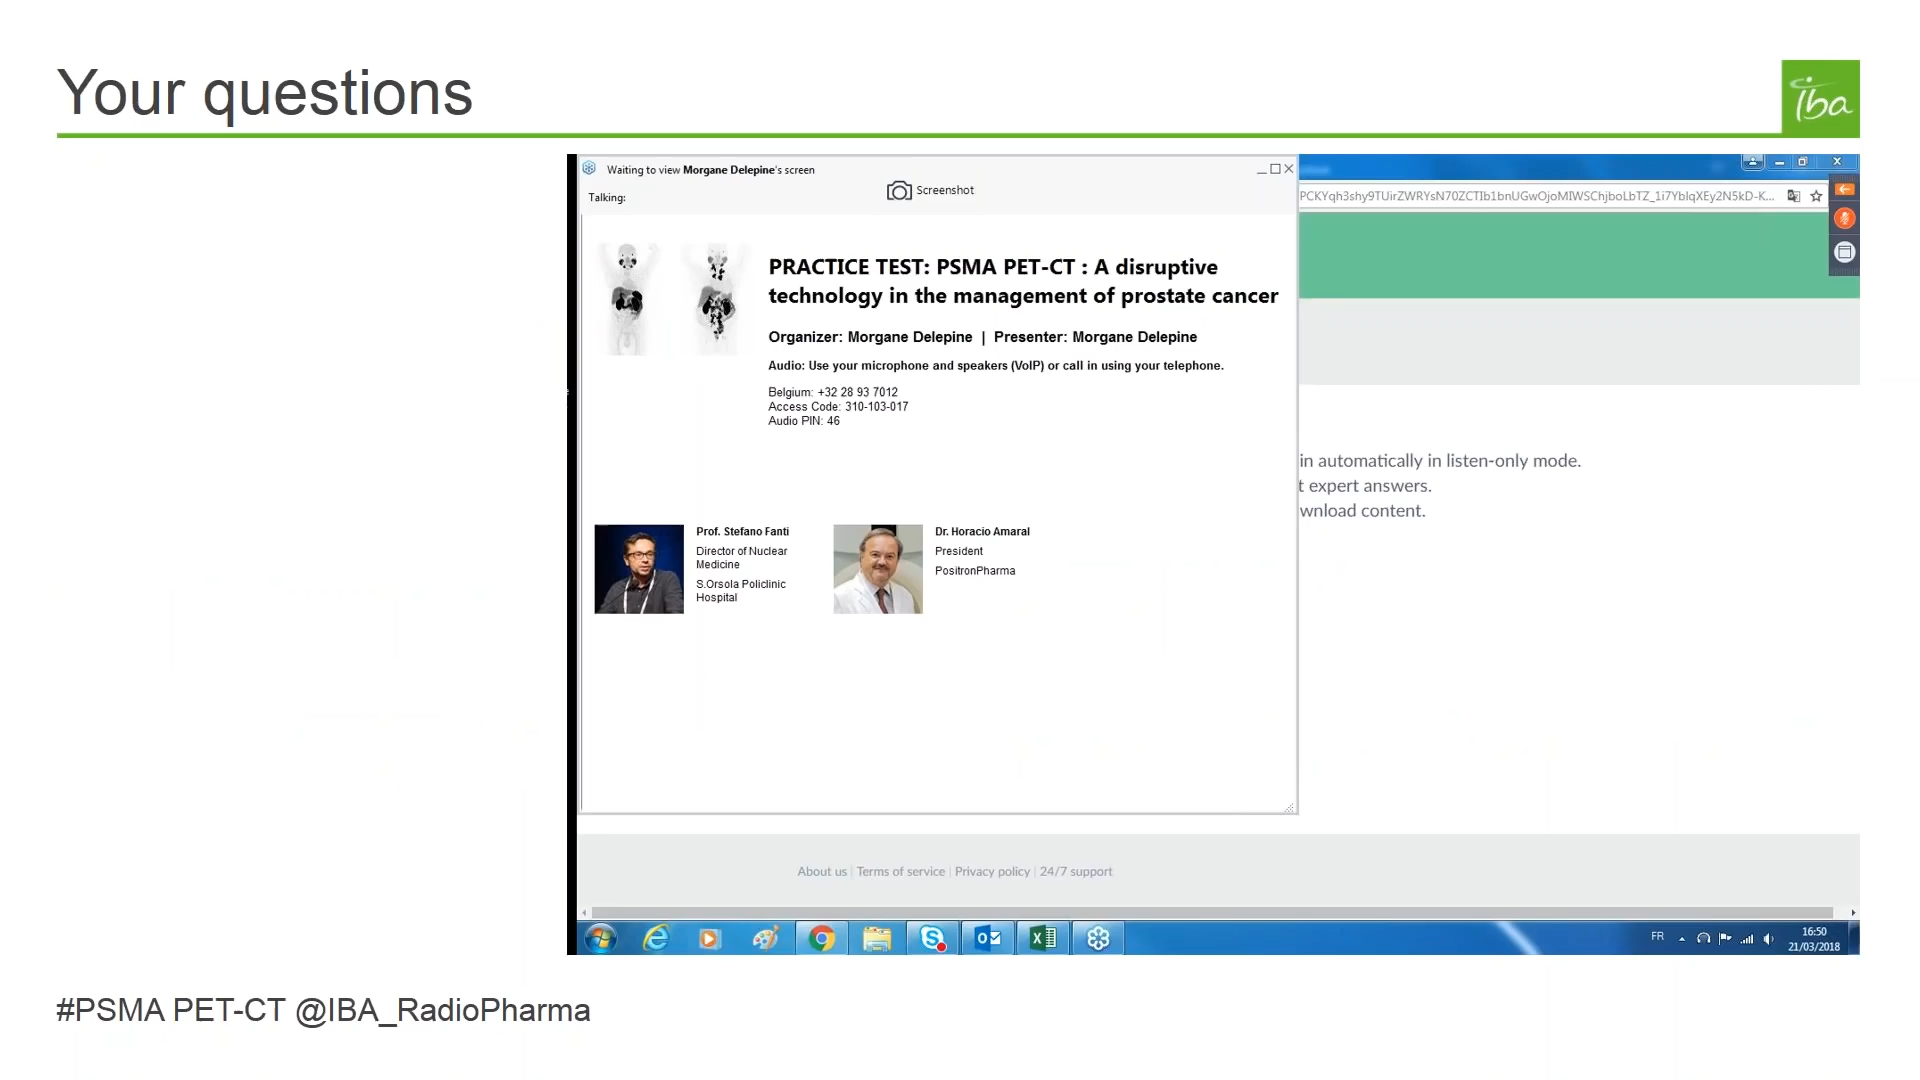 Your questions
iba
Waiting to view Morgane Delepine's screen
Talking:
Screenshot
PRACTICE TEST: PSMA PET-CT : A disruptive
technology in the management of prostate cancer
Organizer: Morgane Delepine | Presenter: Morgane Delepine
Audio: Use your microphone and speakers (VoIP) or call in using your telephone.
Belgium: +32 28 93 7012
Access Code: 310-103-017
Audio PIN: 46
in automatically in listen-only mode.
t expert answers.
wnload content.
Prof. Stefano Fanti
Director of Nuclear
Medicine
S.Orsola Policlinic
Hospital
Dr. Horacio Amaral
President
PositronPharma
About us | Terms of service | Privacy policy | 24/7 support
FR
16:50
21/03/2018
#PSMA PET-CT @IBA_RadioPharma